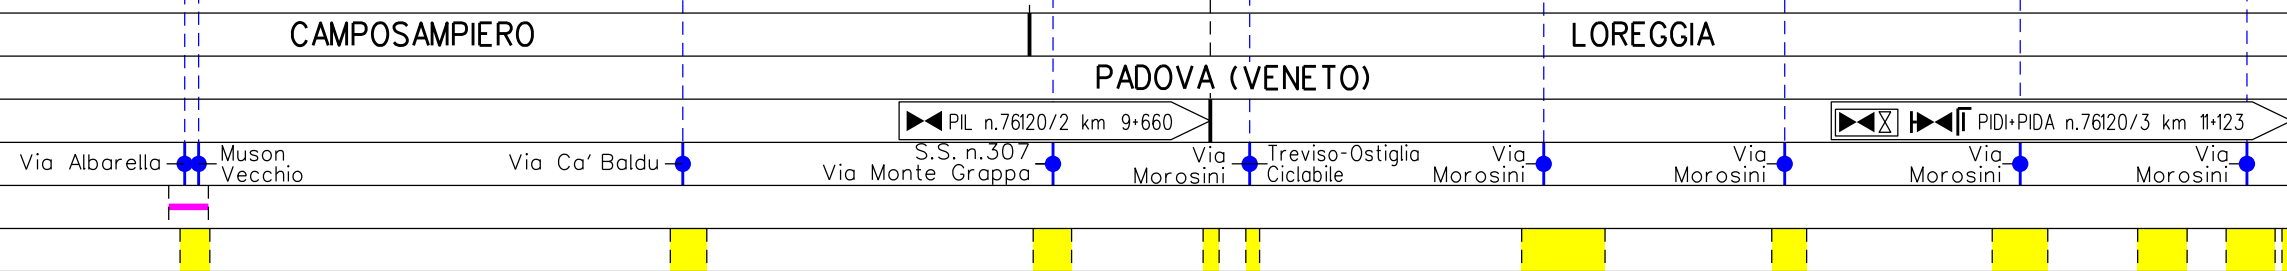 CAMPOSAMPIERO
LOREGGIA
PADOVA (VENETO)
PIL n.76120/2 km 9+660
PIDI+PIDA n.76120/3 km 11+123
Via Albarella
Muson
Vecchio
Via Ca' Baldu
S.S. n.307
Via Monte Grappa
Via
Morosini
Treviso-Ostiglia
Ciclabile
Via
Morosini
Via
Morosini
Via
Morosini
Via
Morosini